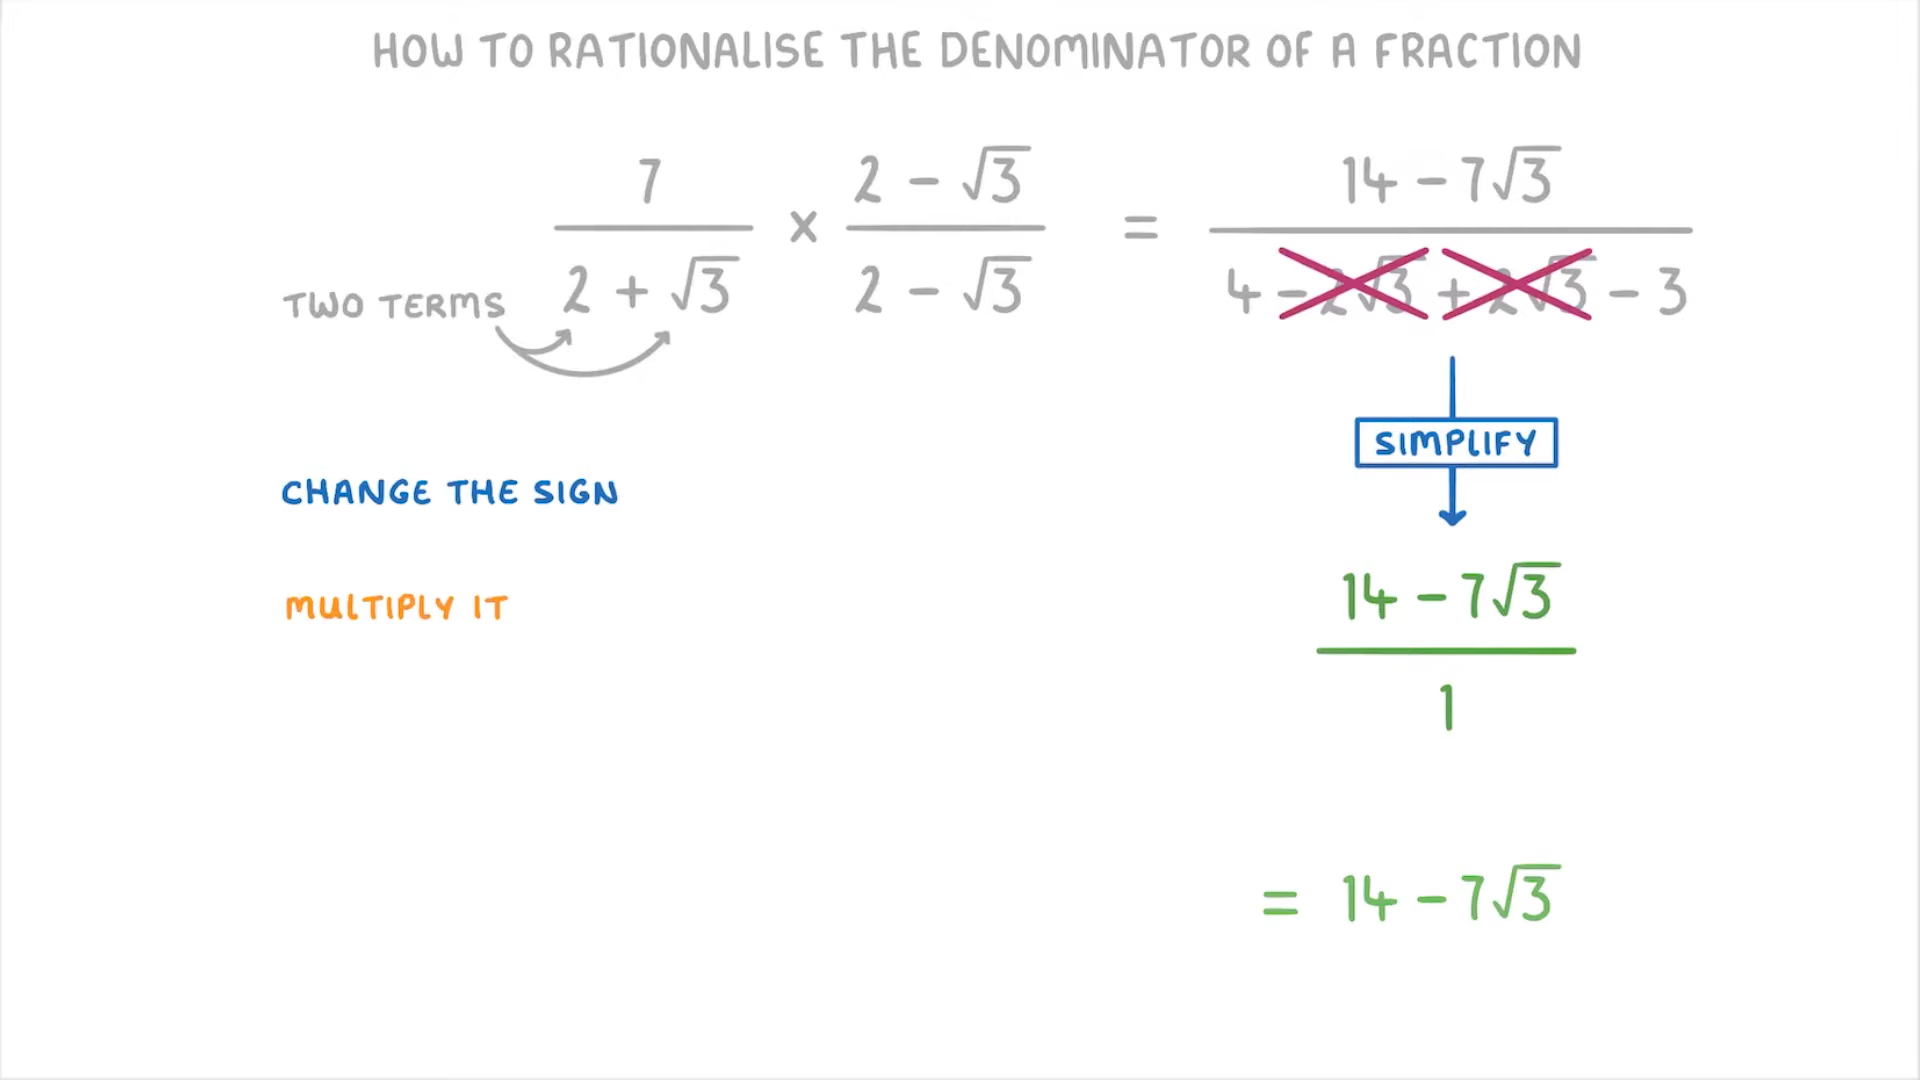 HOW TO RATIONALISE THE DENOMINATOR OF A FRACTION
7 / 2 + √3 × 2 − √3 / 2 − √3 = 14 − 7√3 / 4 − 2√3 + 2√3 − 3
TWO TERMS
SIMPLIFY
CHANGE THE SIGN
14 − 7√3 / 1
MULTIPLY IT
= 14 − 7√3